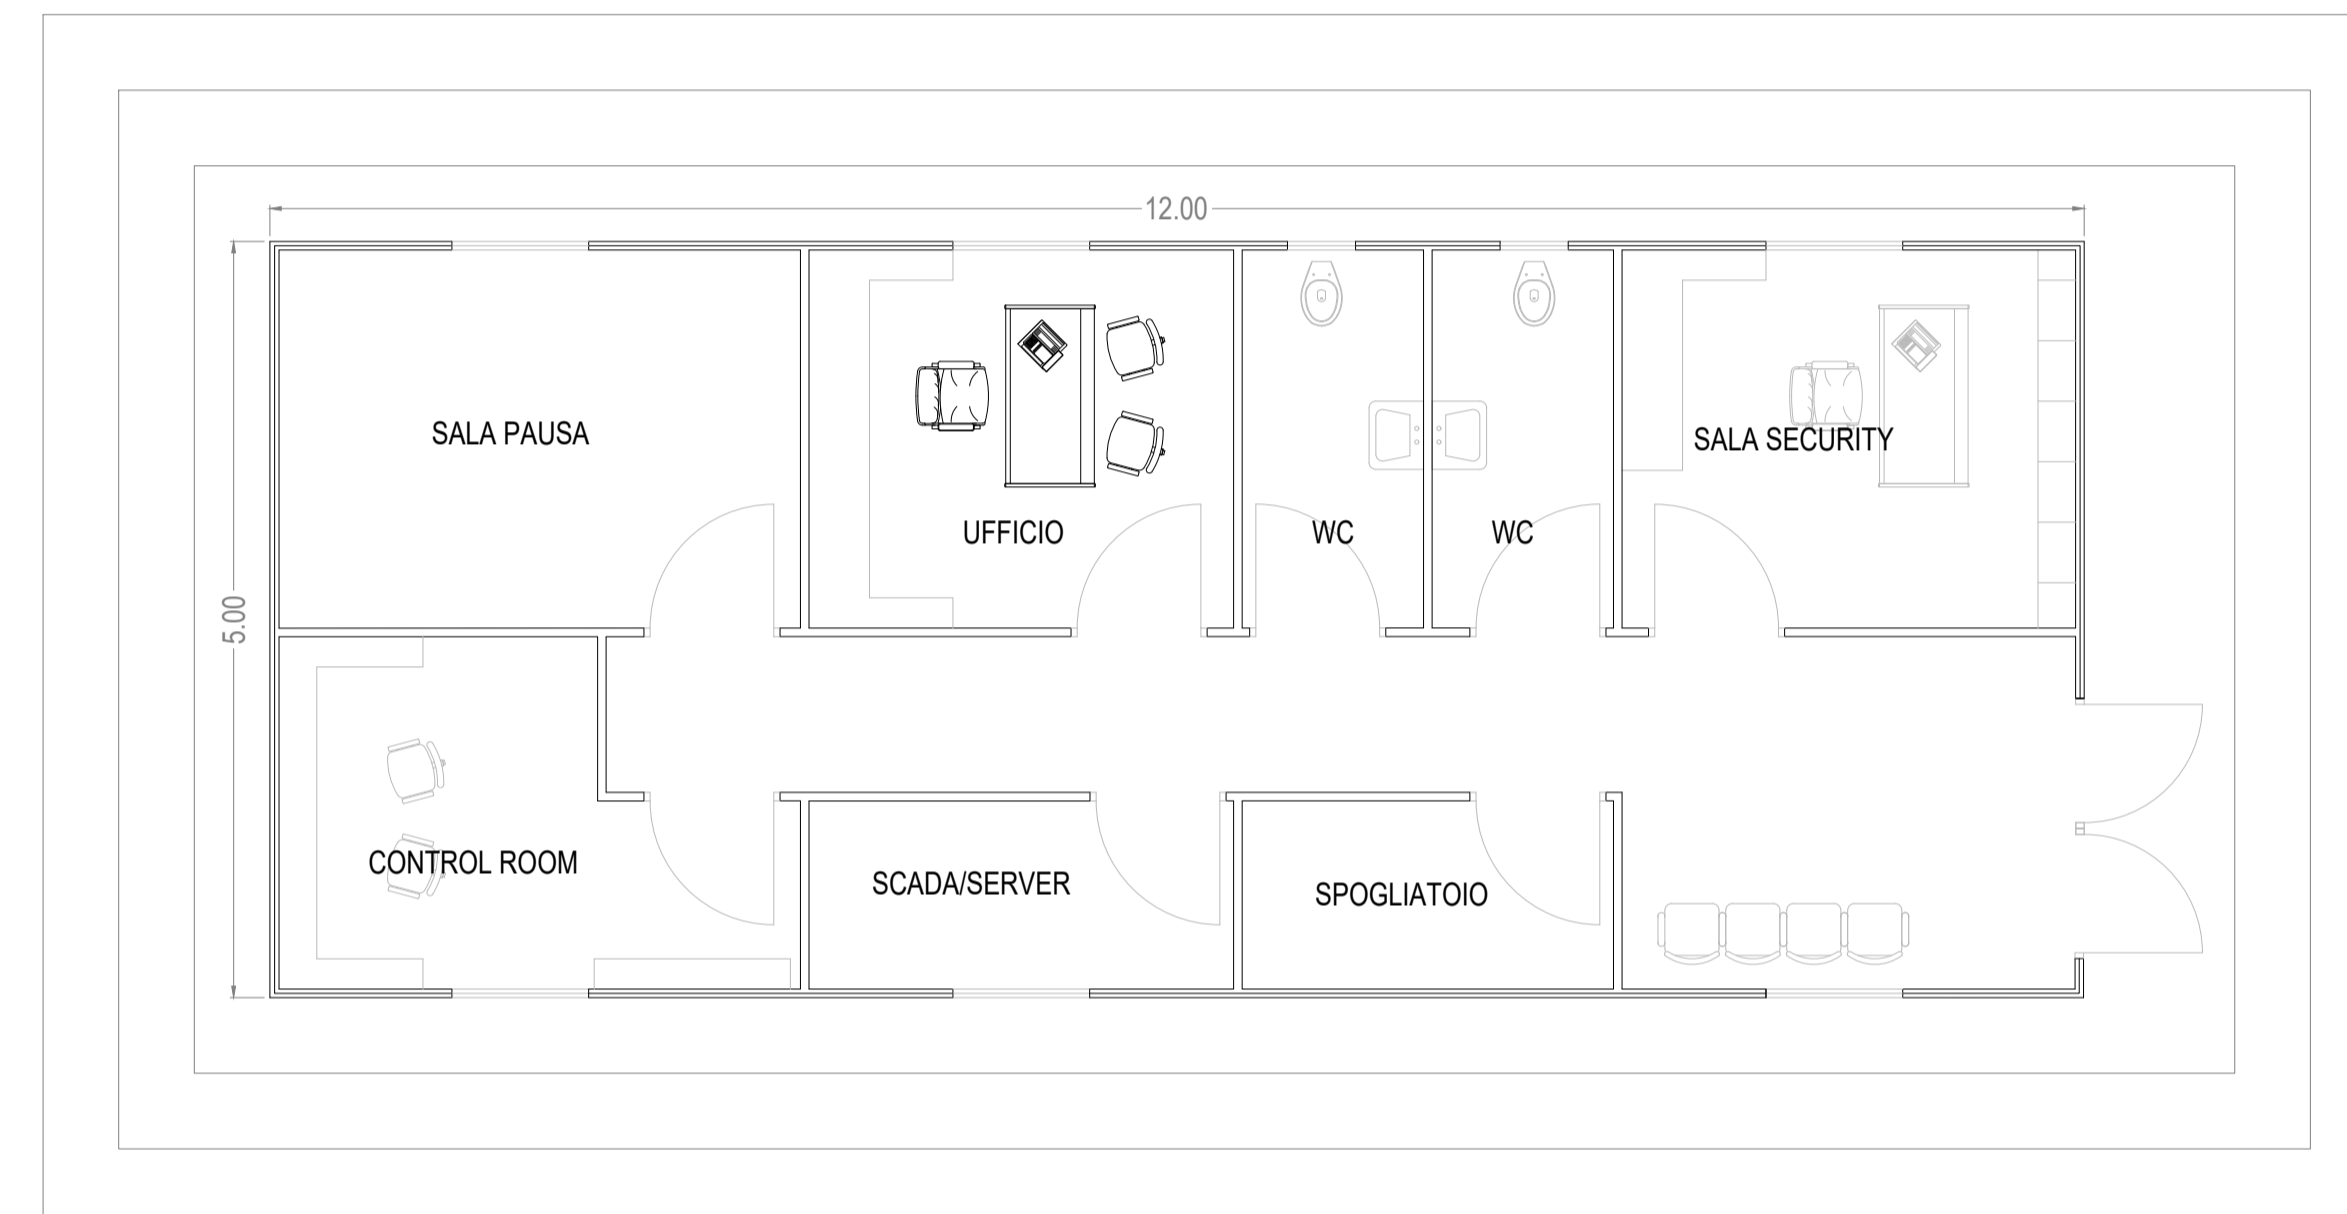 12.00
5.00
SALA PAUSA
UFFICIO
WC
WC
SALA SECURITY
CONTROL ROOM
SCADA/SERVER
SPOGLIATOIO